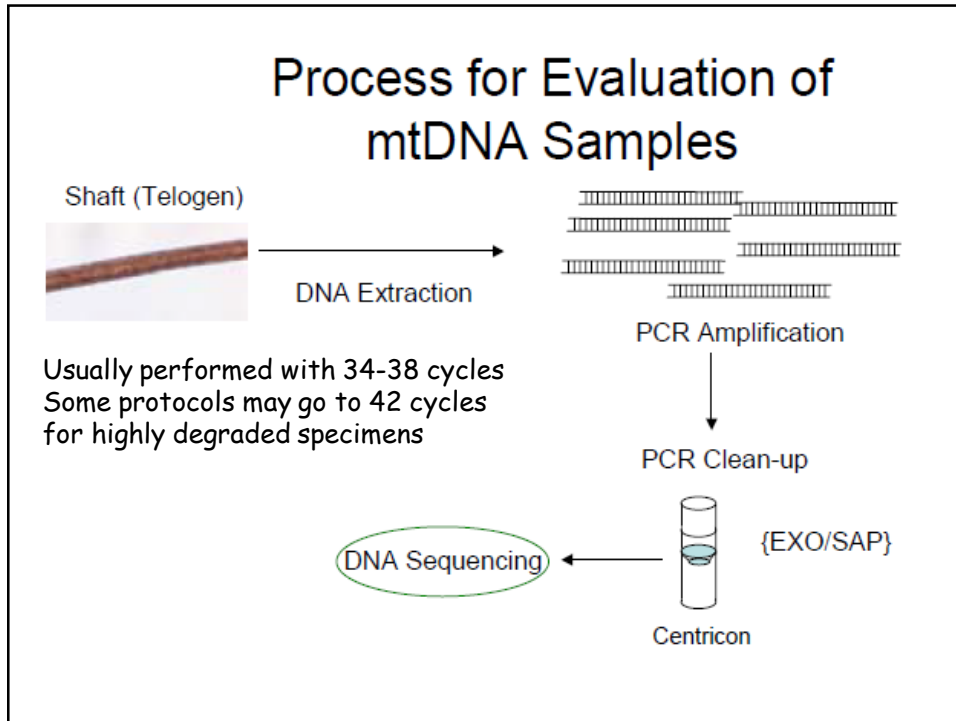 Process for Evaluation of
mtDNA Samples
Shaft (Telogen)
DNA Extraction
PCR Amplification
Usually performed with 34-38 cycles
Some protocols may go to 42 cycles
for highly degraded specimens
PCR Clean-up
{EXO/SAP}
DNA Sequencing
Centricon